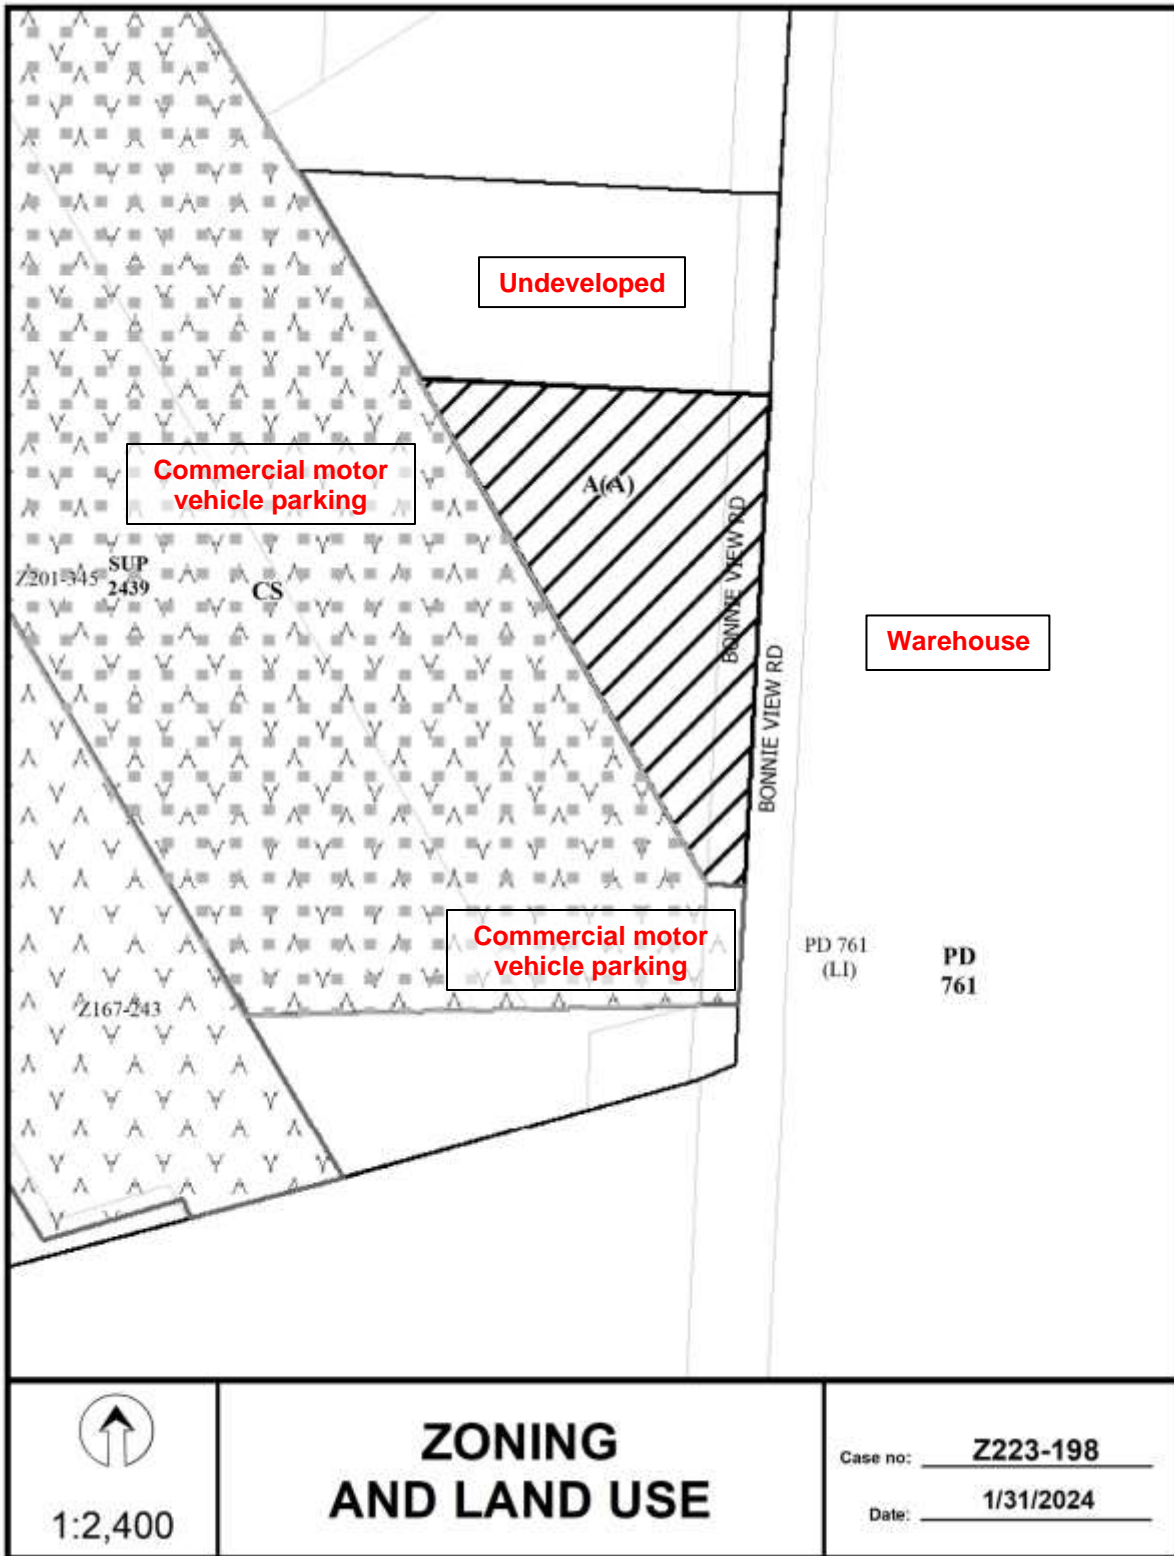 Undeveloped
Commercial motor
vehicle parking
A(A)
BONNIE VIEW RD
Z201-345
SUP
2439
CS
Warehouse
BONNIE VIEW RD
Commercial motor
vehicle parking
PD 761
(LI)
PD
761
Z167-243
1:2,400
ZONING
AND LAND USE
Case no: Z223-198
Date: 1/31/2024